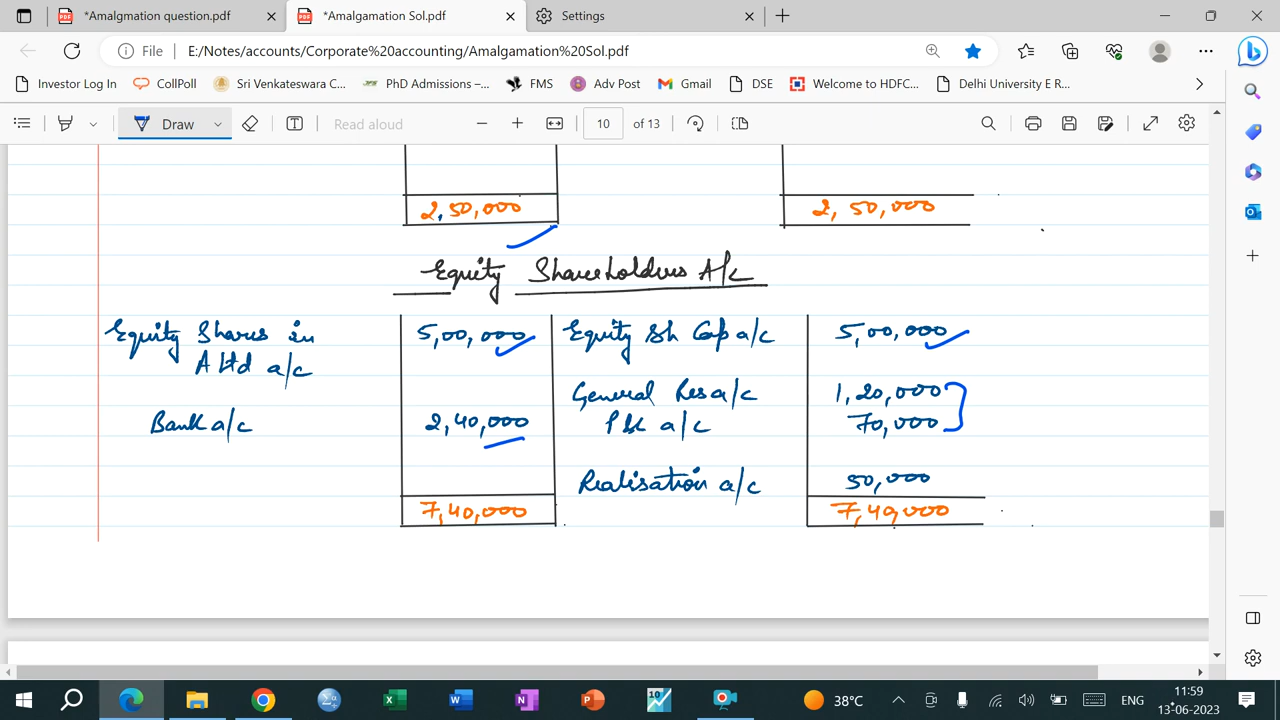 *Amalgmation question.pdf
*Amalgamation Sol.pdf
Settings
File E:/Notes/accounts/Corporate%20accounting/Amalgamation%20Sol.pdf
Investor Log In CollPoll Sri Venkateswara C... PhD Admissions –... FMS Adv Post Gmail DSE Welcome to HDFC... Delhi University E R...
Draw Read aloud 10 of 13
2,50,000 2,50,000
Equity Shareholders A/c
Equity Shares in 5,00,000 Equity Sh Cap a/c 5,00,000
A Ltd a/c
General Res a/c 1,20,000
Bank a/c 2,40,000 P&L a/c 70,000
Realisation a/c 50,000
7,40,000 7,40,000
38°C ENG 11:59
13-06-2023